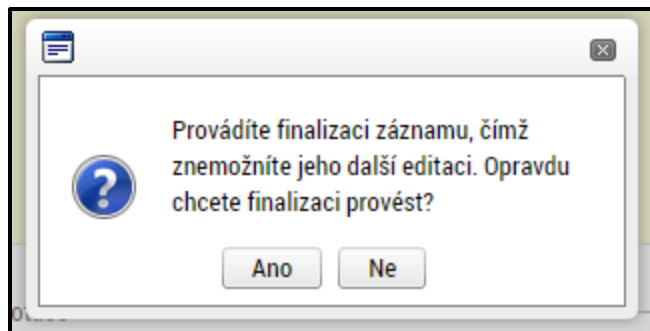 Provádíte finalizaci záznamu, čímž
znemožníte jeho další editaci. Opravdu
chcete finalizaci provést?
Ano Ne